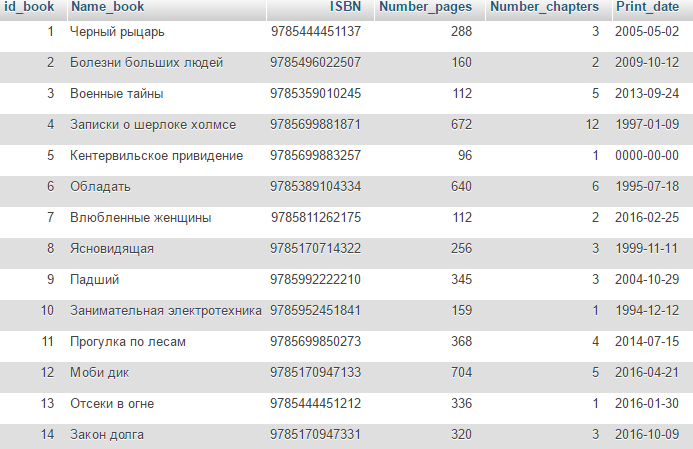 id_book Name_book ISBN Number_pages Number_chapters Print_date
1 Черный рыцарь 9785444451137 288 3 2005-05-02
2 Болезни больших людей 9785496022507 160 2 2009-10-12
3 Военные тайны 9785359010245 112 5 2013-09-24
4 Записки о шерлоке холмсе 9785699881871 672 12 1997-01-09
5 Кентервильское привидение 9785699883257 96 1 0000-00-00
6 Обладать 9785389104334 640 6 1995-07-18
7 Влюбленные женщины 9785811262175 112 2 2016-02-25
8 Ясновидящая 9785170714322 256 3 1999-11-11
9 Падший 9785992222210 345 3 2004-10-29
10 Занимательная электротехника 9785952451841 159 1 1994-12-12
11 Прогулка по лесам 9785699850273 368 4 2014-07-15
12 Моби дик 9785170947133 704 5 2016-04-21
13 Отсеки в огне 9785444451212 336 1 2016-01-30
14 Закон долга 9785170947331 320 3 2016-10-09